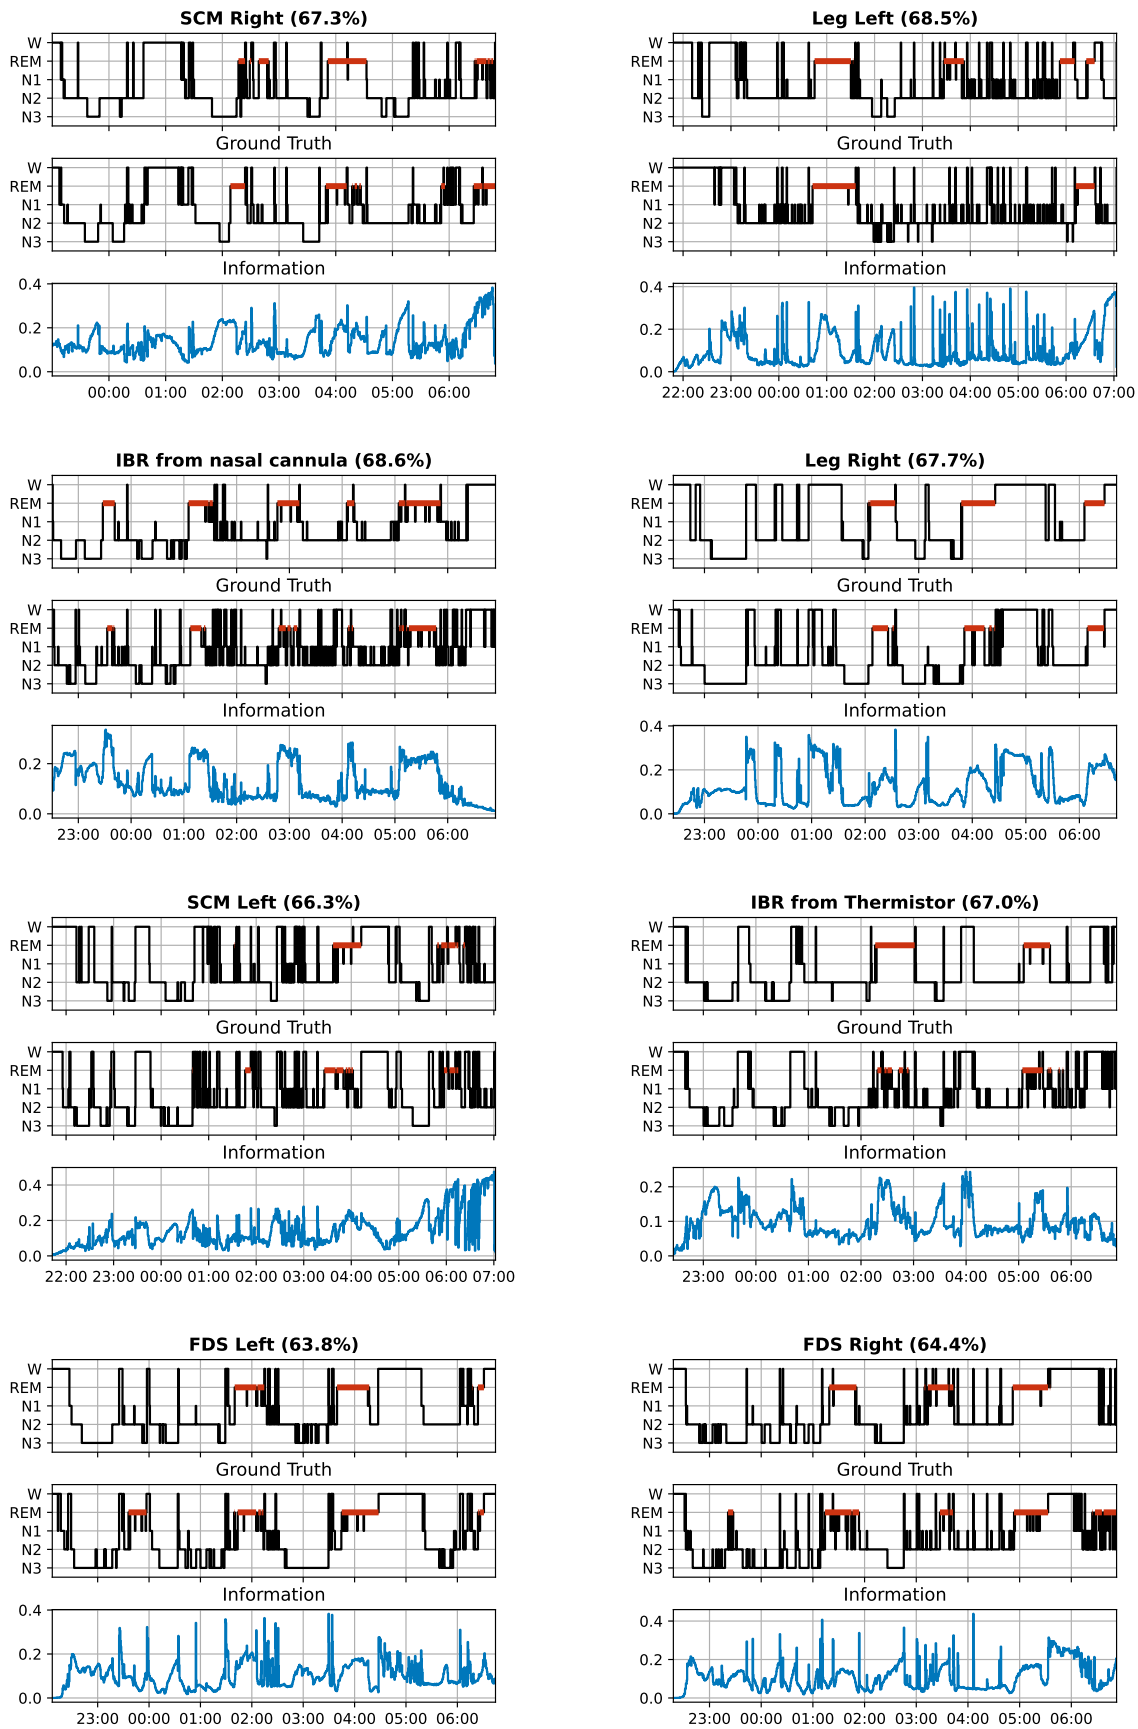 SCM Right (67.3%)
W
REM
N1
N2
N3
Ground Truth
W
REM
N1
N2
N3
Information
0.4
0.2
0.0
00:00 01:00 02:00 03:00 04:00 05:00 06:00
Leg Left (68.5%)
W
REM
N1
N2
N3
Ground Truth
W
REM
N1
N2
N3
Information
0.4
0.2
0.0
22:00 23:00 00:00 01:00 02:00 03:00 04:00 05:00 06:00 07:00
IBR from nasal cannula (68.6%)
W
REM
N1
N2
N3
Ground Truth
W
REM
N1
N2
N3
Information
0.2
0.0
23:00 00:00 01:00 02:00 03:00 04:00 05:00 06:00
Leg Right (67.7%)
W
REM
N1
N2
N3
Ground Truth
W
REM
N1
N2
N3
Information
0.4
0.2
0.0
23:00 00:00 01:00 02:00 03:00 04:00 05:00 06:00
SCM Left (66.3%)
W
REM
N1
N2
N3
Ground Truth
W
REM
N1
N2
N3
Information
0.4
0.2
0.0
22:00 23:00 00:00 01:00 02:00 03:00 04:00 05:00 06:00 07:00
IBR from Thermistor (67.0%)
W
REM
N1
N2
N3
Ground Truth
W
REM
N1
N2
N3
Information
0.2
0.1
0.0
23:00 00:00 01:00 02:00 03:00 04:00 05:00 06:00
FDS Left (63.8%)
W
REM
N1
N2
N3
Ground Truth
W
REM
N1
N2
N3
Information
0.4
0.2
0.0
23:00 00:00 01:00 02:00 03:00 04:00 05:00 06:00
FDS Right (64.4%)
W
REM
N1
N2
N3
Ground Truth
W
REM
N1
N2
N3
Information
0.4
0.2
0.0
23:00 00:00 01:00 02:00 03:00 04:00 05:00 06:00